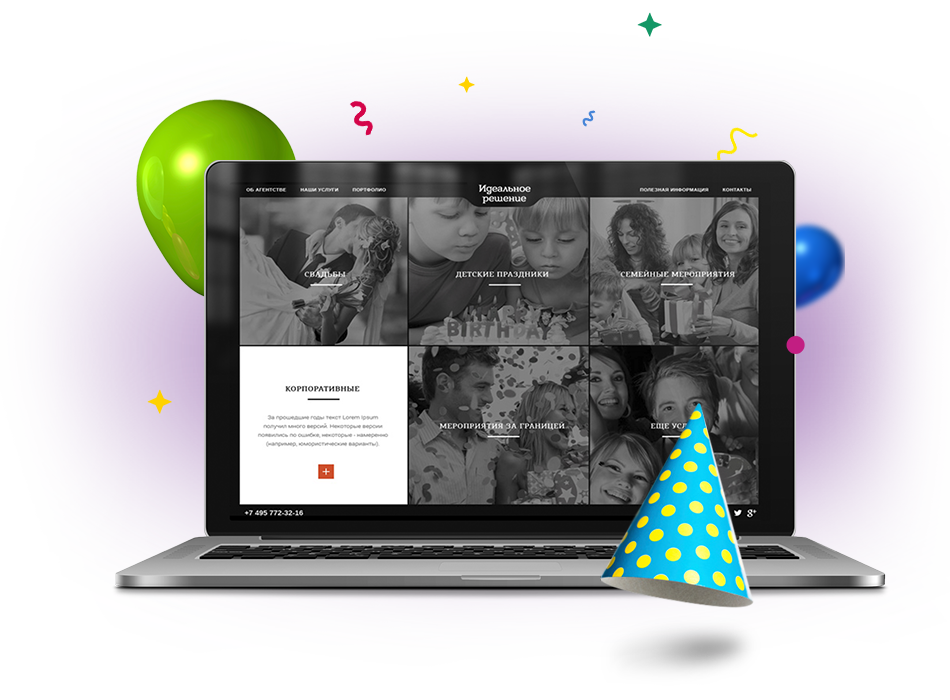 ОБ АГЕНТСТВЕ НАШИ УСЛУГИ ПОРТФОЛИО
Идеальное
решение
ПОЛЕЗНАЯ ИНФОРМАЦИЯ КОНТАКТЫ
СВАДЬБЫ
ДЕТСКИЕ ПРАЗДНИКИ
СЕМЕЙНЫЕ МЕРОПРИЯТИЯ
HAPPY
BIRTHDAY
КОРПОРАТИВНЫЕ
За прошедшие годы текст Lorem Ipsum
получил много версий. Некоторые версии
появились по ошибке, некоторые - намеренно
(например, юмористические варианты).
+
МЕРОПРИЯТИЯ ЗА ГРАНИЦЕЙ
ЕЩЕ
+7 495 772-32-16
g+